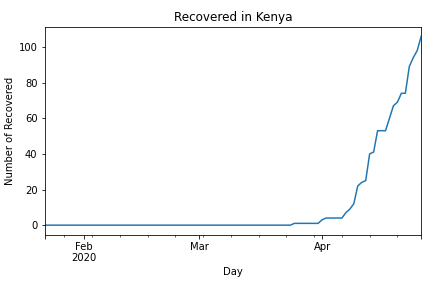 Recovered in Kenya
Number of Recovered
100
80
60
40
20
0
Feb
2020
Mar
Apr
Day